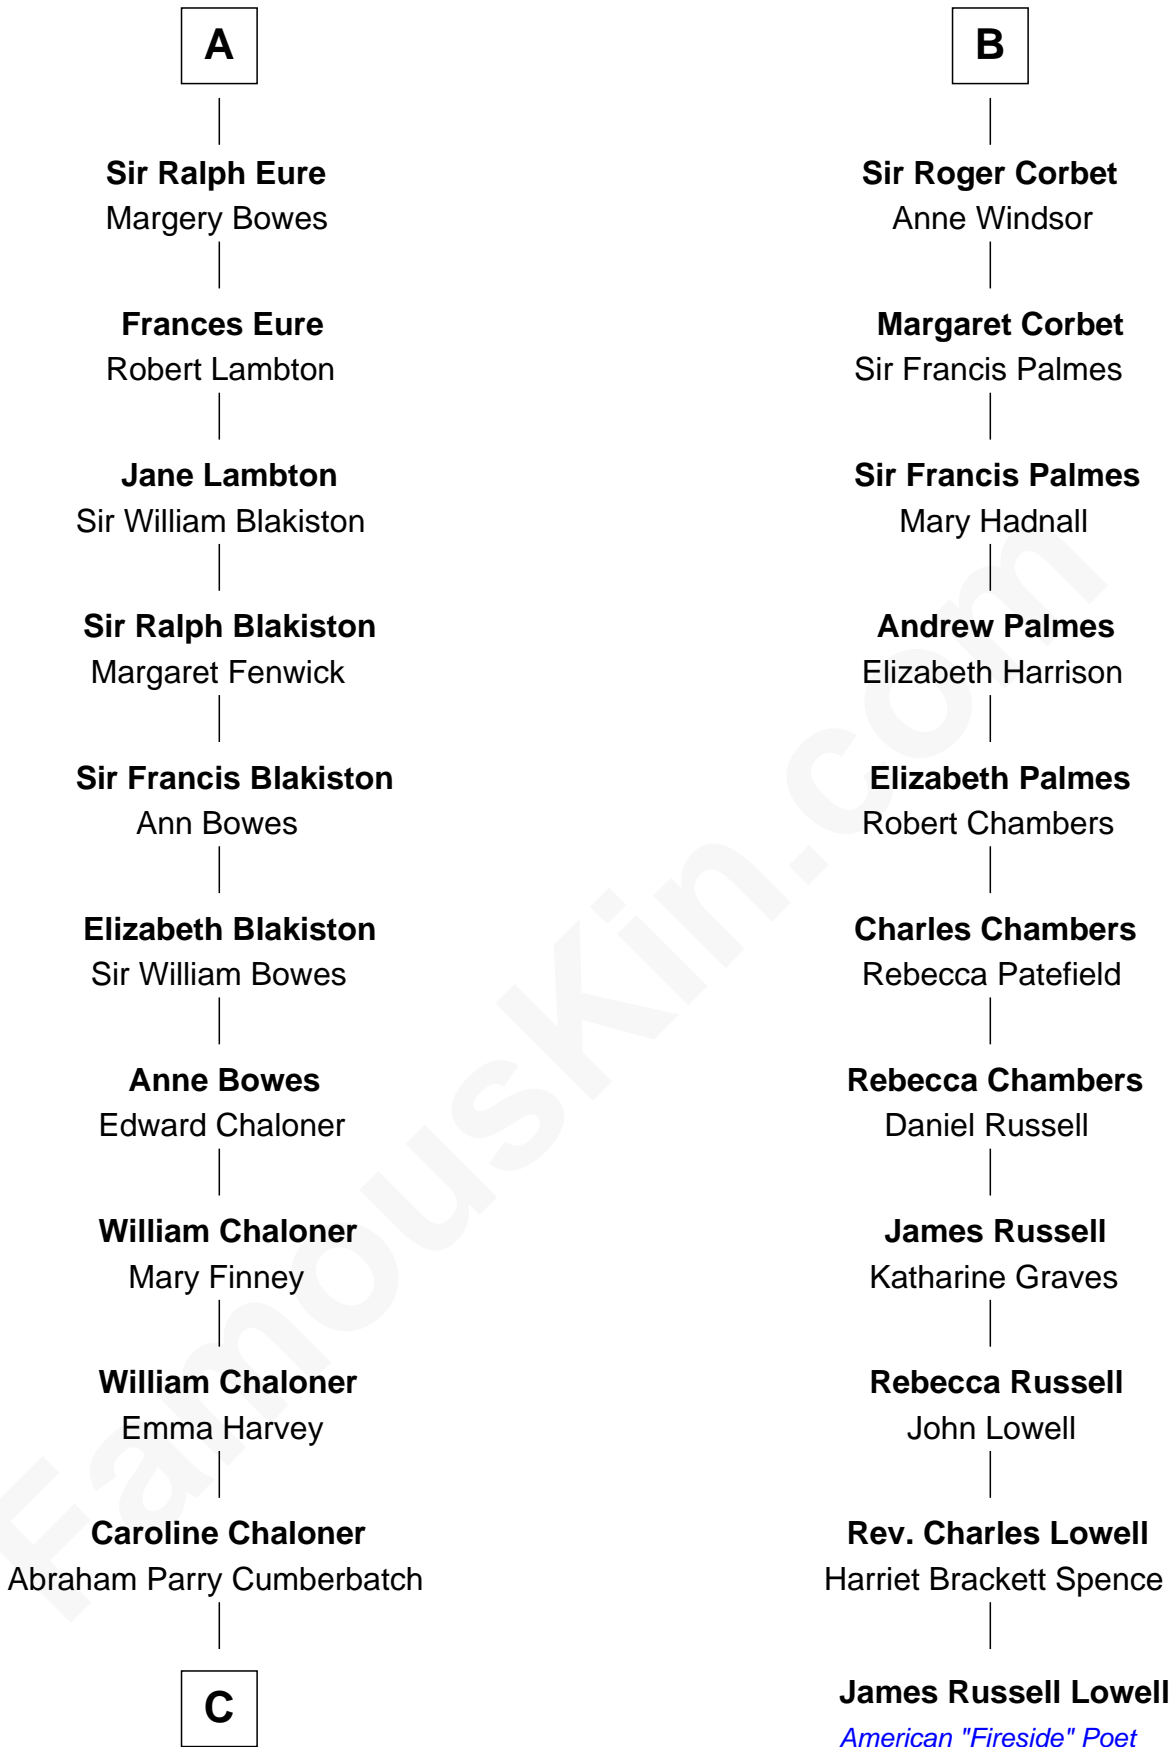 A
Sir Ralph Eure
Margery Bowes
Frances Eure
Robert Lambton
Jane Lambton
Sir William Blakiston
Sir Ralph Blakiston
Margaret Fenwick
Sir Francis Blakiston
Ann Bowes
Elizabeth Blakiston
Sir William Bowes
Anne Bowes
Edward Chaloner
William Chaloner
Mary Finney
William Chaloner
Emma Harvey
Caroline Chaloner
Abraham Parry Cumberbatch
C
B
Sir Roger Corbet
Anne Windsor
Margaret Corbet
Sir Francis Palmes
Sir Francis Palmes
Mary Hadnall
Andrew Palmes
Elizabeth Harrison
Elizabeth Palmes
Robert Chambers
Charles Chambers
Rebecca Patefield
Rebecca Chambers
Daniel Russell
James Russell
Katharine Graves
Rebecca Russell
John Lowell
Rev. Charles Lowell
Harriet Brackett Spence
James Russell Lowell
American "Fireside" Poet
FamousKin.com